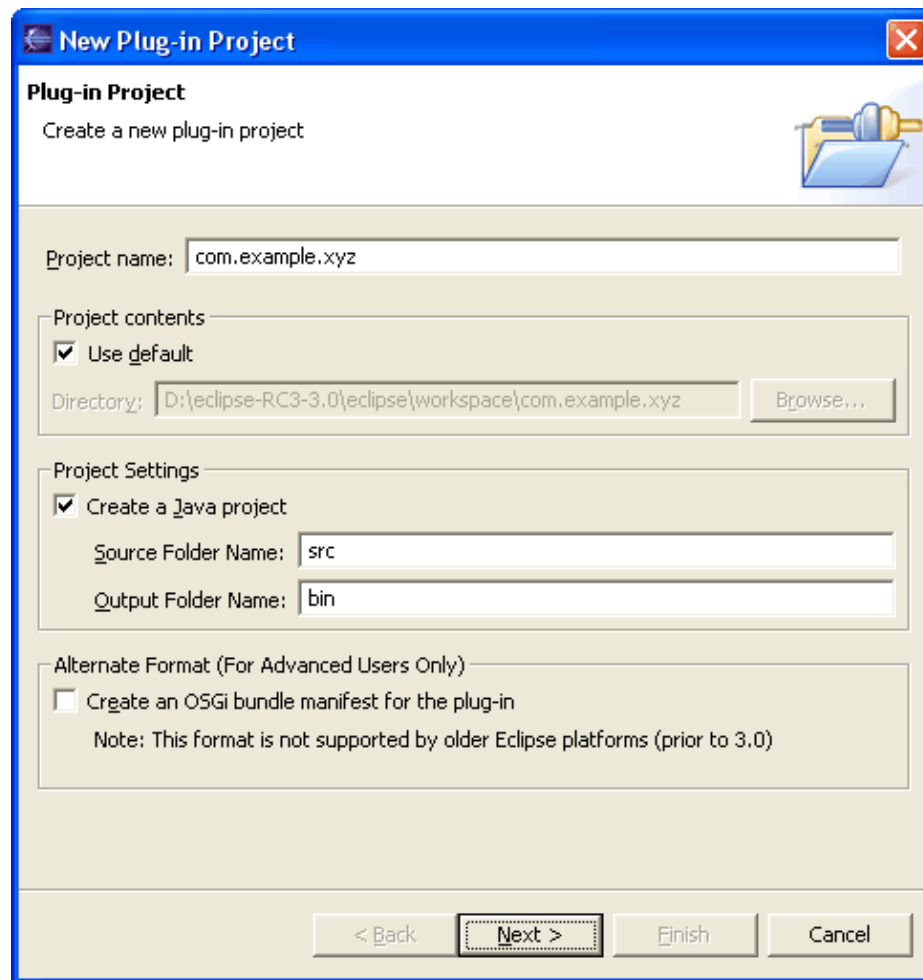 New Plug-in Project
Plug-in Project
Create a new plug-in project
Project name: com.example.xyz
Project contents
Use default
Directory: D:\eclipse-RC3-3.0\eclipse\workspace\com.example.xyz Browse...
Project Settings
Create a Java project
Source Folder Name: src
Output Folder Name: bin
Alternate Format (For Advanced Users Only)
Create an OSGi bundle manifest for the plug-in
Note: This format is not supported by older Eclipse platforms (prior to 3.0)
< Back Next > Finish Cancel